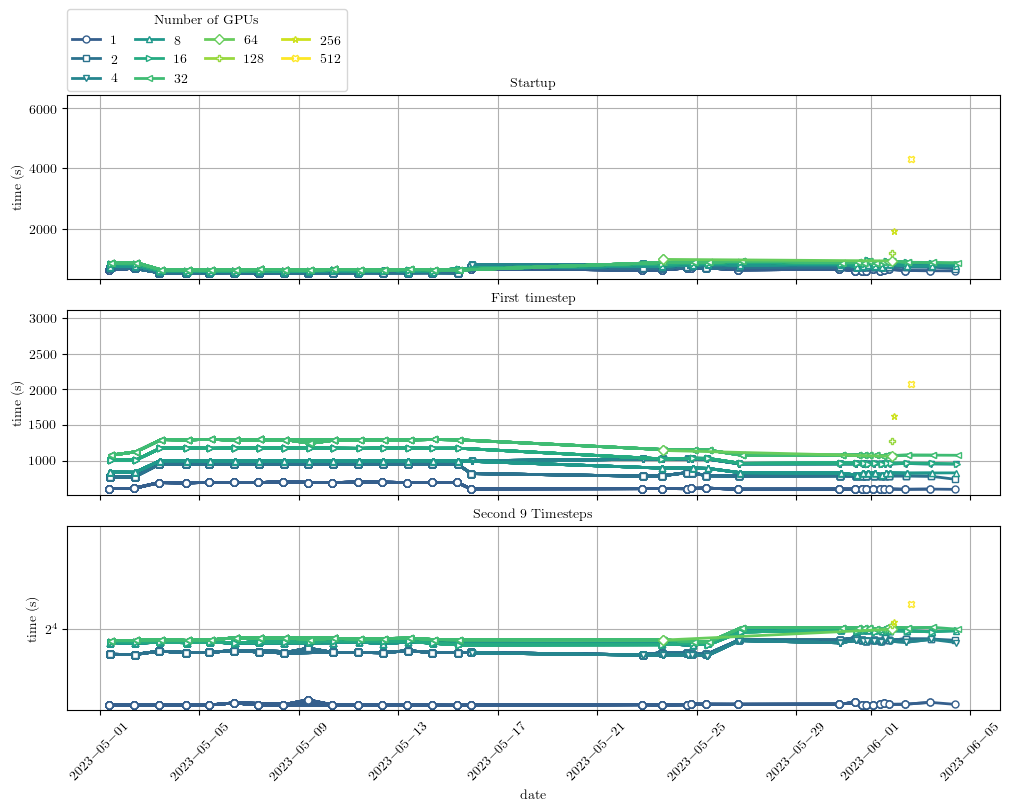 Number of GPUs
1 8 64 256
2 16 128 512
4 32
Startup
6000
4000
2000
time (s)
First timestep
3000
2500
2000
1500
1000
time (s)
Second 9 Timesteps
2^4
time (s)
2023−05−01 2023−05−05 2023−05−09 2023−05−13 2023−05−17 2023−05−21 2023−05−25 2023−05−29 2023−06−01 2023−06−05
date